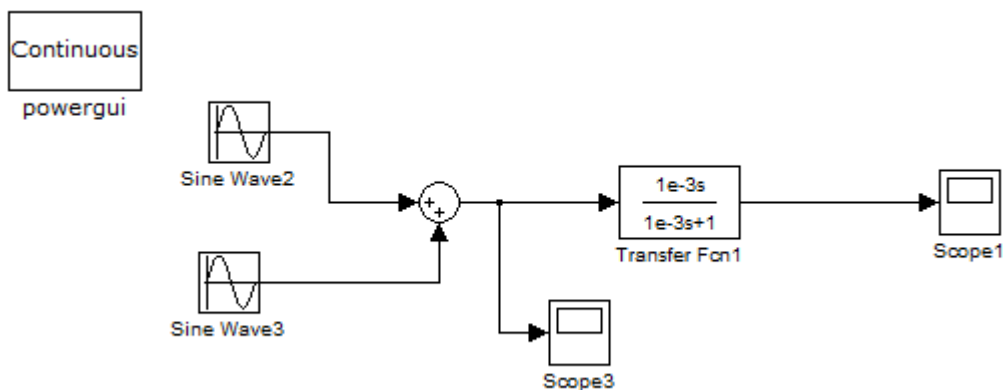 Continuous
powergui
Sine Wave2
+
+
Sine Wave3
1e-3s
1e-3s+1
Transfer Fcn1
Scope1
Scope3